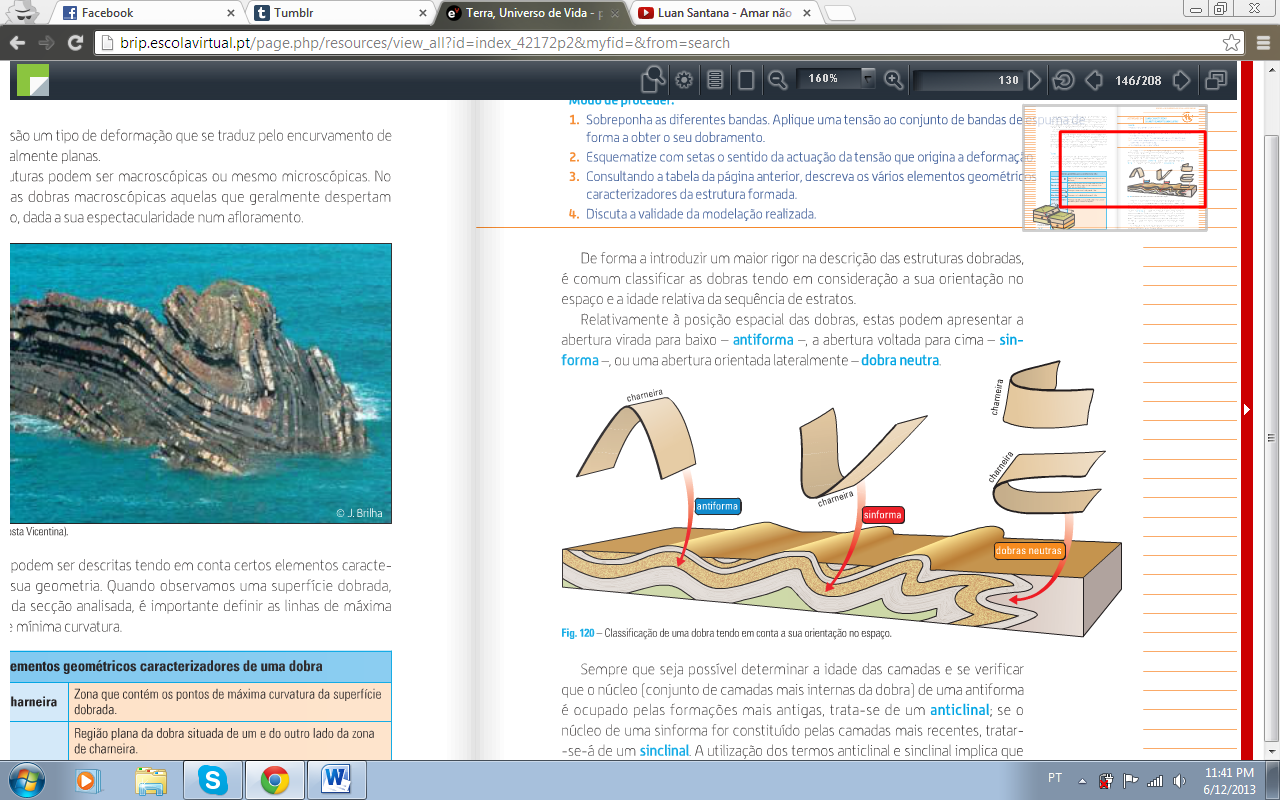 Facebook
Tumblr
Terra, Universo de Vida - p
Luan Santana - Amar não
brip.escolavirtual.pt/page.php/resources/view_all?id=index_42172p2&myfid=&from=search
160%
130
146/208
são um tipo de deformação que se traduz pelo encurvamento de
almente planas.
uturas podem ser macroscópicas ou mesmo microscópicas. No
as dobras macroscópicas aquelas que geralmente despertam
o, dada a sua espectacularidade num afloramento.
© J. Brilha
osta Vicentina).
podem ser descritas tendo em conta certos elementos caracte-
sua geometria. Quando observamos uma superfície dobrada,
da secção analisada, é importante definir as linhas de máxima
e mínima curvatura.
lementos geométricos caracterizadores de uma dobra
harneira
Zona que contém os pontos de máxima curvatura da superfície
dobrada.
Região plana da dobra situada de um e do outro lado da zona
de charneira.
Modo de proceder:
1. Sobreponha as diferentes bandas. Aplique uma tensão ao conjunto de bandas de espuma de
forma a obter o seu dobramento.
2. Esquematize com setas o sentido da actuação da tensão que origina a deformação
3. Consultando a tabela da página anterior, descreva os vários elementos geométricos
caracterizadores da estrutura formada.
4. Discuta a validade da modelação realizada.
De forma a introduzir um maior rigor na descrição das estruturas dobradas,
é comum classificar as dobras tendo em consideração a sua orientação no
espaço e a idade relativa da sequência de estratos.
Relativamente à posição espacial das dobras, estas podem apresentar a
abertura virada para baixo – antiforma –, a abertura voltada para cima – sin-
forma –, ou uma abertura orientada lateralmente – dobra neutra.
charneira
charneira
charneira
charneira
antiforma
sinforma
dobras neutras
Fig. 120 – Classificação de uma dobra tendo em conta a sua orientação no espaço.
Sempre que seja possível determinar a idade das camadas e se verificar
que o núcleo (conjunto de camadas mais internas da dobra) de uma antiforma
é ocupado pelas formações mais antigas, trata-se de um anticlinal; se o
núcleo de uma sinforma for constituído pelas camadas mais recentes, tratar-
-se-á de um sinclinal. A utilização dos termos anticlinal e sinclinal implica que
PT
11:41 PM
6/12/2013